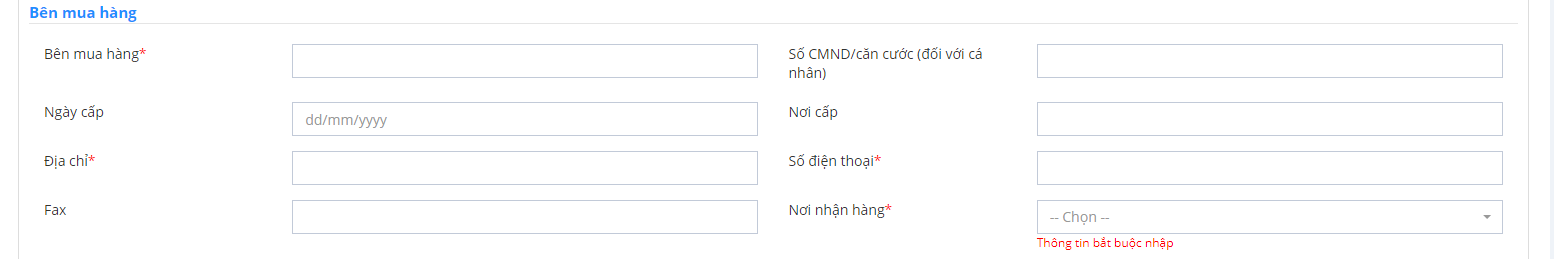 Bên mua hàng
Bên mua hàng*
Số CMND/căn cước (đối với cá
nhân)
Ngày cấp
dd/mm/yyyy
Nơi cấp
Địa chỉ*
Số điện thoại*
Fax
Nơi nhận hàng*
-- Chọn --
Thông tin bắt buộc nhập